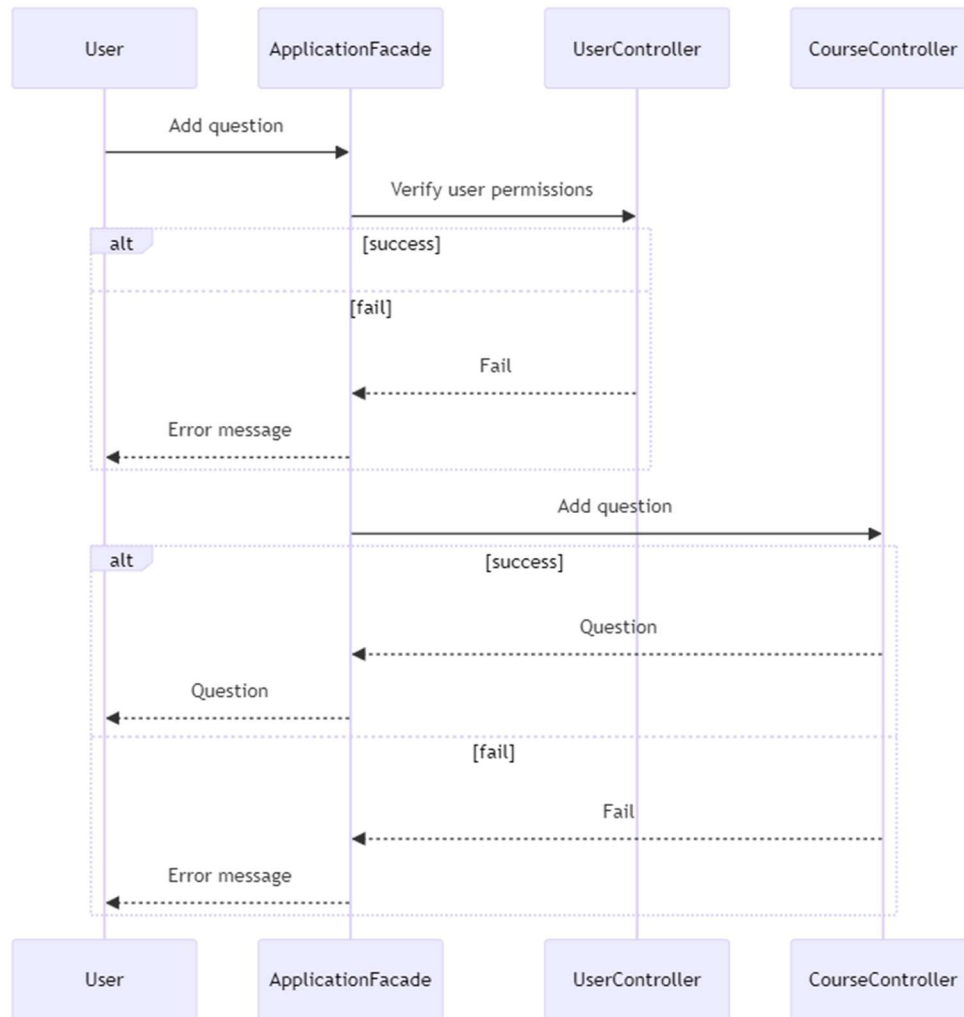 User ApplicationFacade UserController CourseController
Add question
Verify user permissions
alt [success]
[fail]
Fail
Error message
Add question
alt [success]
Question
Question
[fail]
Fail
Error message
User ApplicationFacade UserController CourseController